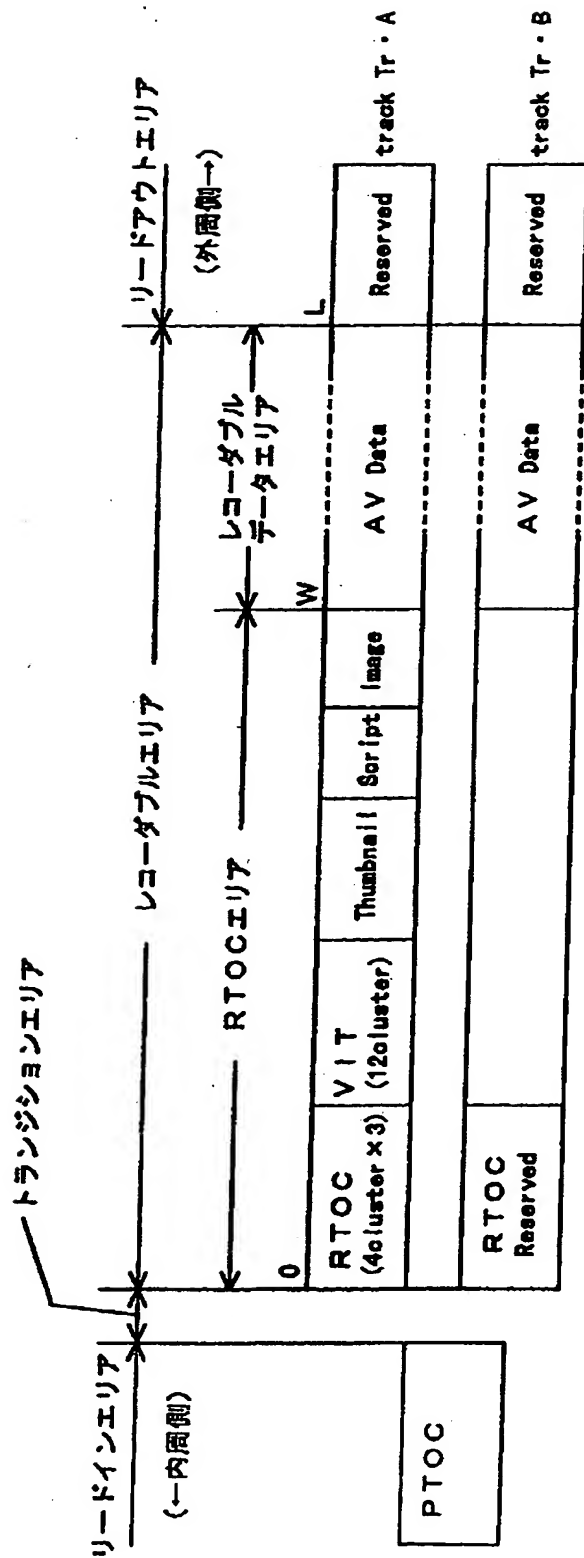 トランジションエリア
リードインエリア
(←内周側)
レコーダブルエリア
リードアウトエリア
(外周側→)
RTOCエリア
レコーダブル
データエリア
0
W
L
PTOC
RTOC
(4cluster×3)
VIT
(12cluster)
Thumbnail
Script
Image
AV Data
Reserved
track Tr・A
RTOC
Reserved
AV Data
Reserved
track Tr・B